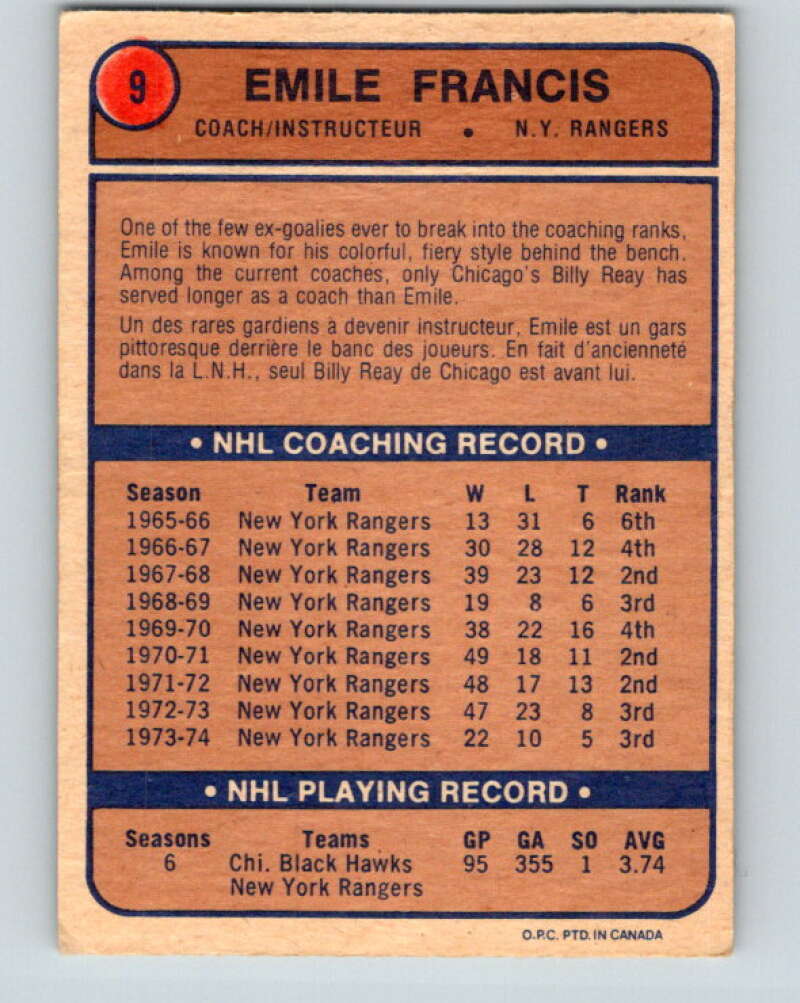 9
EMILE FRANCIS
COACH/INSTRUCTEUR • N.Y. RANGERS
One of the few ex-goalies ever to break into the coaching ranks,
Emile is known for his colorful, fiery style behind the bench.
Among the current coaches, only Chicago's Billy Reay has
served longer as a coach than Emile.
Un des rares gardiens à devenir instructeur, Emile est un gars
pittoresque derrière le banc des joueurs. En fait d'ancienneté
dans la L.N.H., seul Billy Reay de Chicago est avant lui.
• NHL COACHING RECORD •
Season Team W L T Rank
1965-66 New York Rangers 13 31 6 6th
1966-67 New York Rangers 30 28 12 4th
1967-68 New York Rangers 39 23 12 2nd
1968-69 New York Rangers 19 8 6 3rd
1969-70 New York Rangers 38 22 16 4th
1970-71 New York Rangers 49 18 11 2nd
1971-72 New York Rangers 48 17 13 2nd
1972-73 New York Rangers 47 23 8 3rd
1973-74 New York Rangers 22 10 5 3rd
• NHL PLAYING RECORD •
Seasons Teams GP GA SO AVG
6 Chi. Black Hawks 95 355 1 3.74
New York Rangers
O.P.C. PTD. IN CANADA